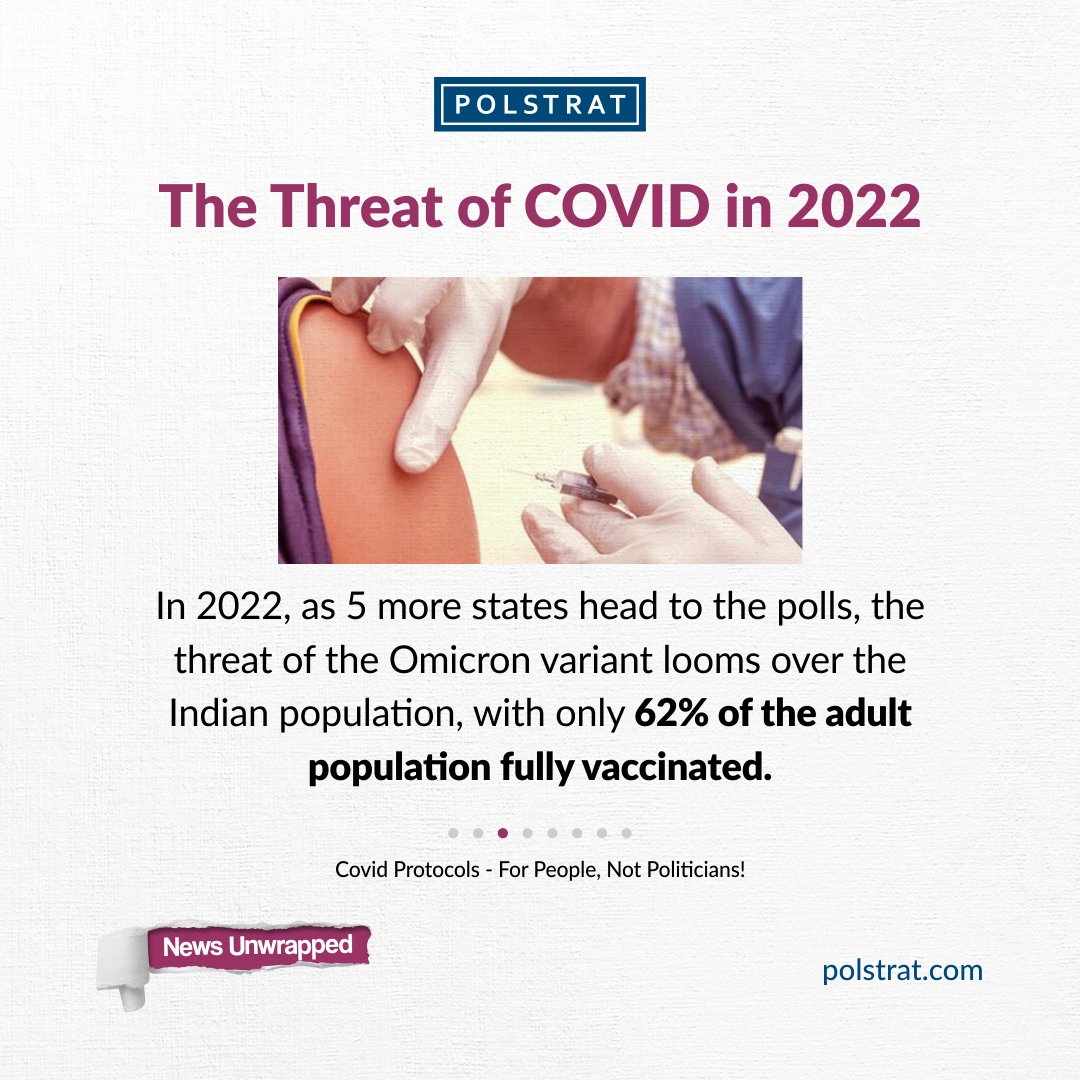 POLSTRAT
The Threat of COVID in 2022
In 2022, as 5 more states head to the polls, the
threat of the Omicron variant looms over the
Indian population, with only 62% of the adult
population fully vaccinated.
Covid Protocols - For People, Not Politicians!
News Unwrapped
polstrat.com